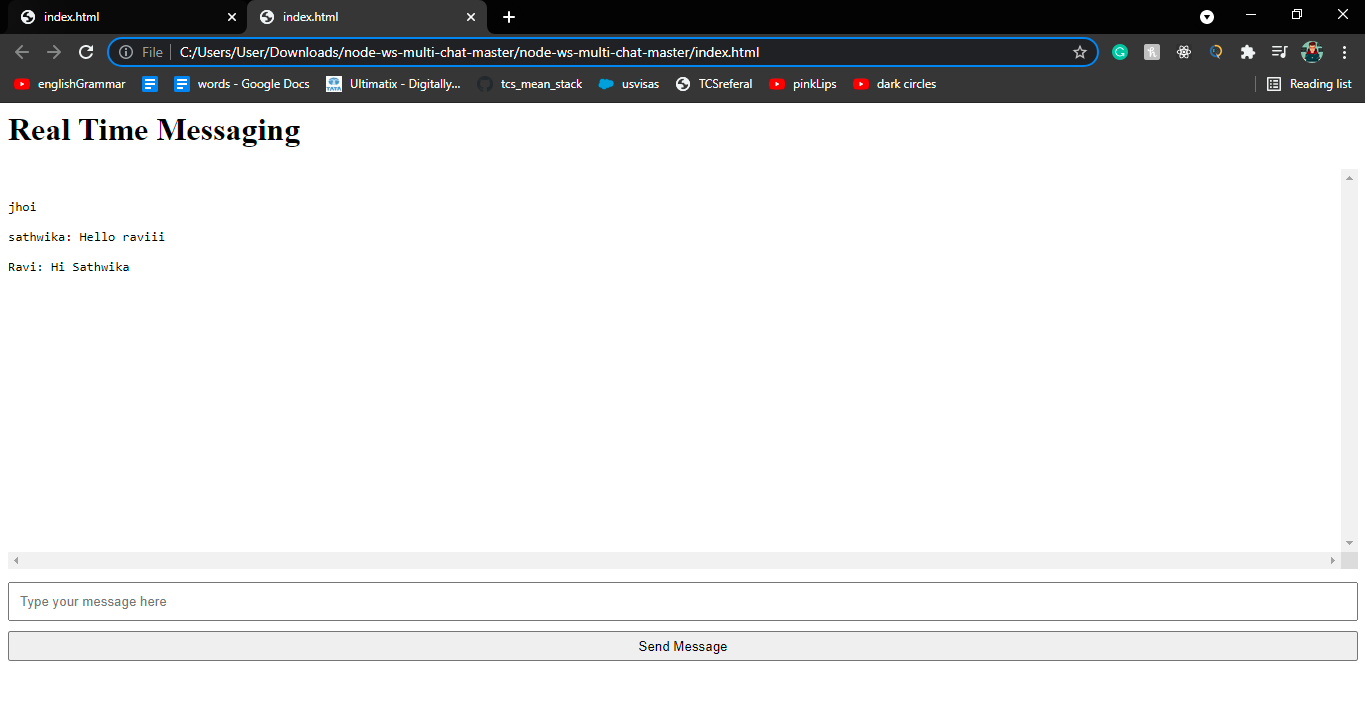 index.html
index.html
File
C:/Users/User/Downloads/node-ws-multi-chat-master/node-ws-multi-chat-master/index.html
englishGrammar
words - Google Docs
Ultimatix - Digitally...
tcs_mean_stack
usvisas
TCSreferal
pinkLips
dark circles
Reading list
Real Time Messaging
jhoi
sathwika: Hello raviii
Ravi: Hi Sathwika
Type your message here
Send Message